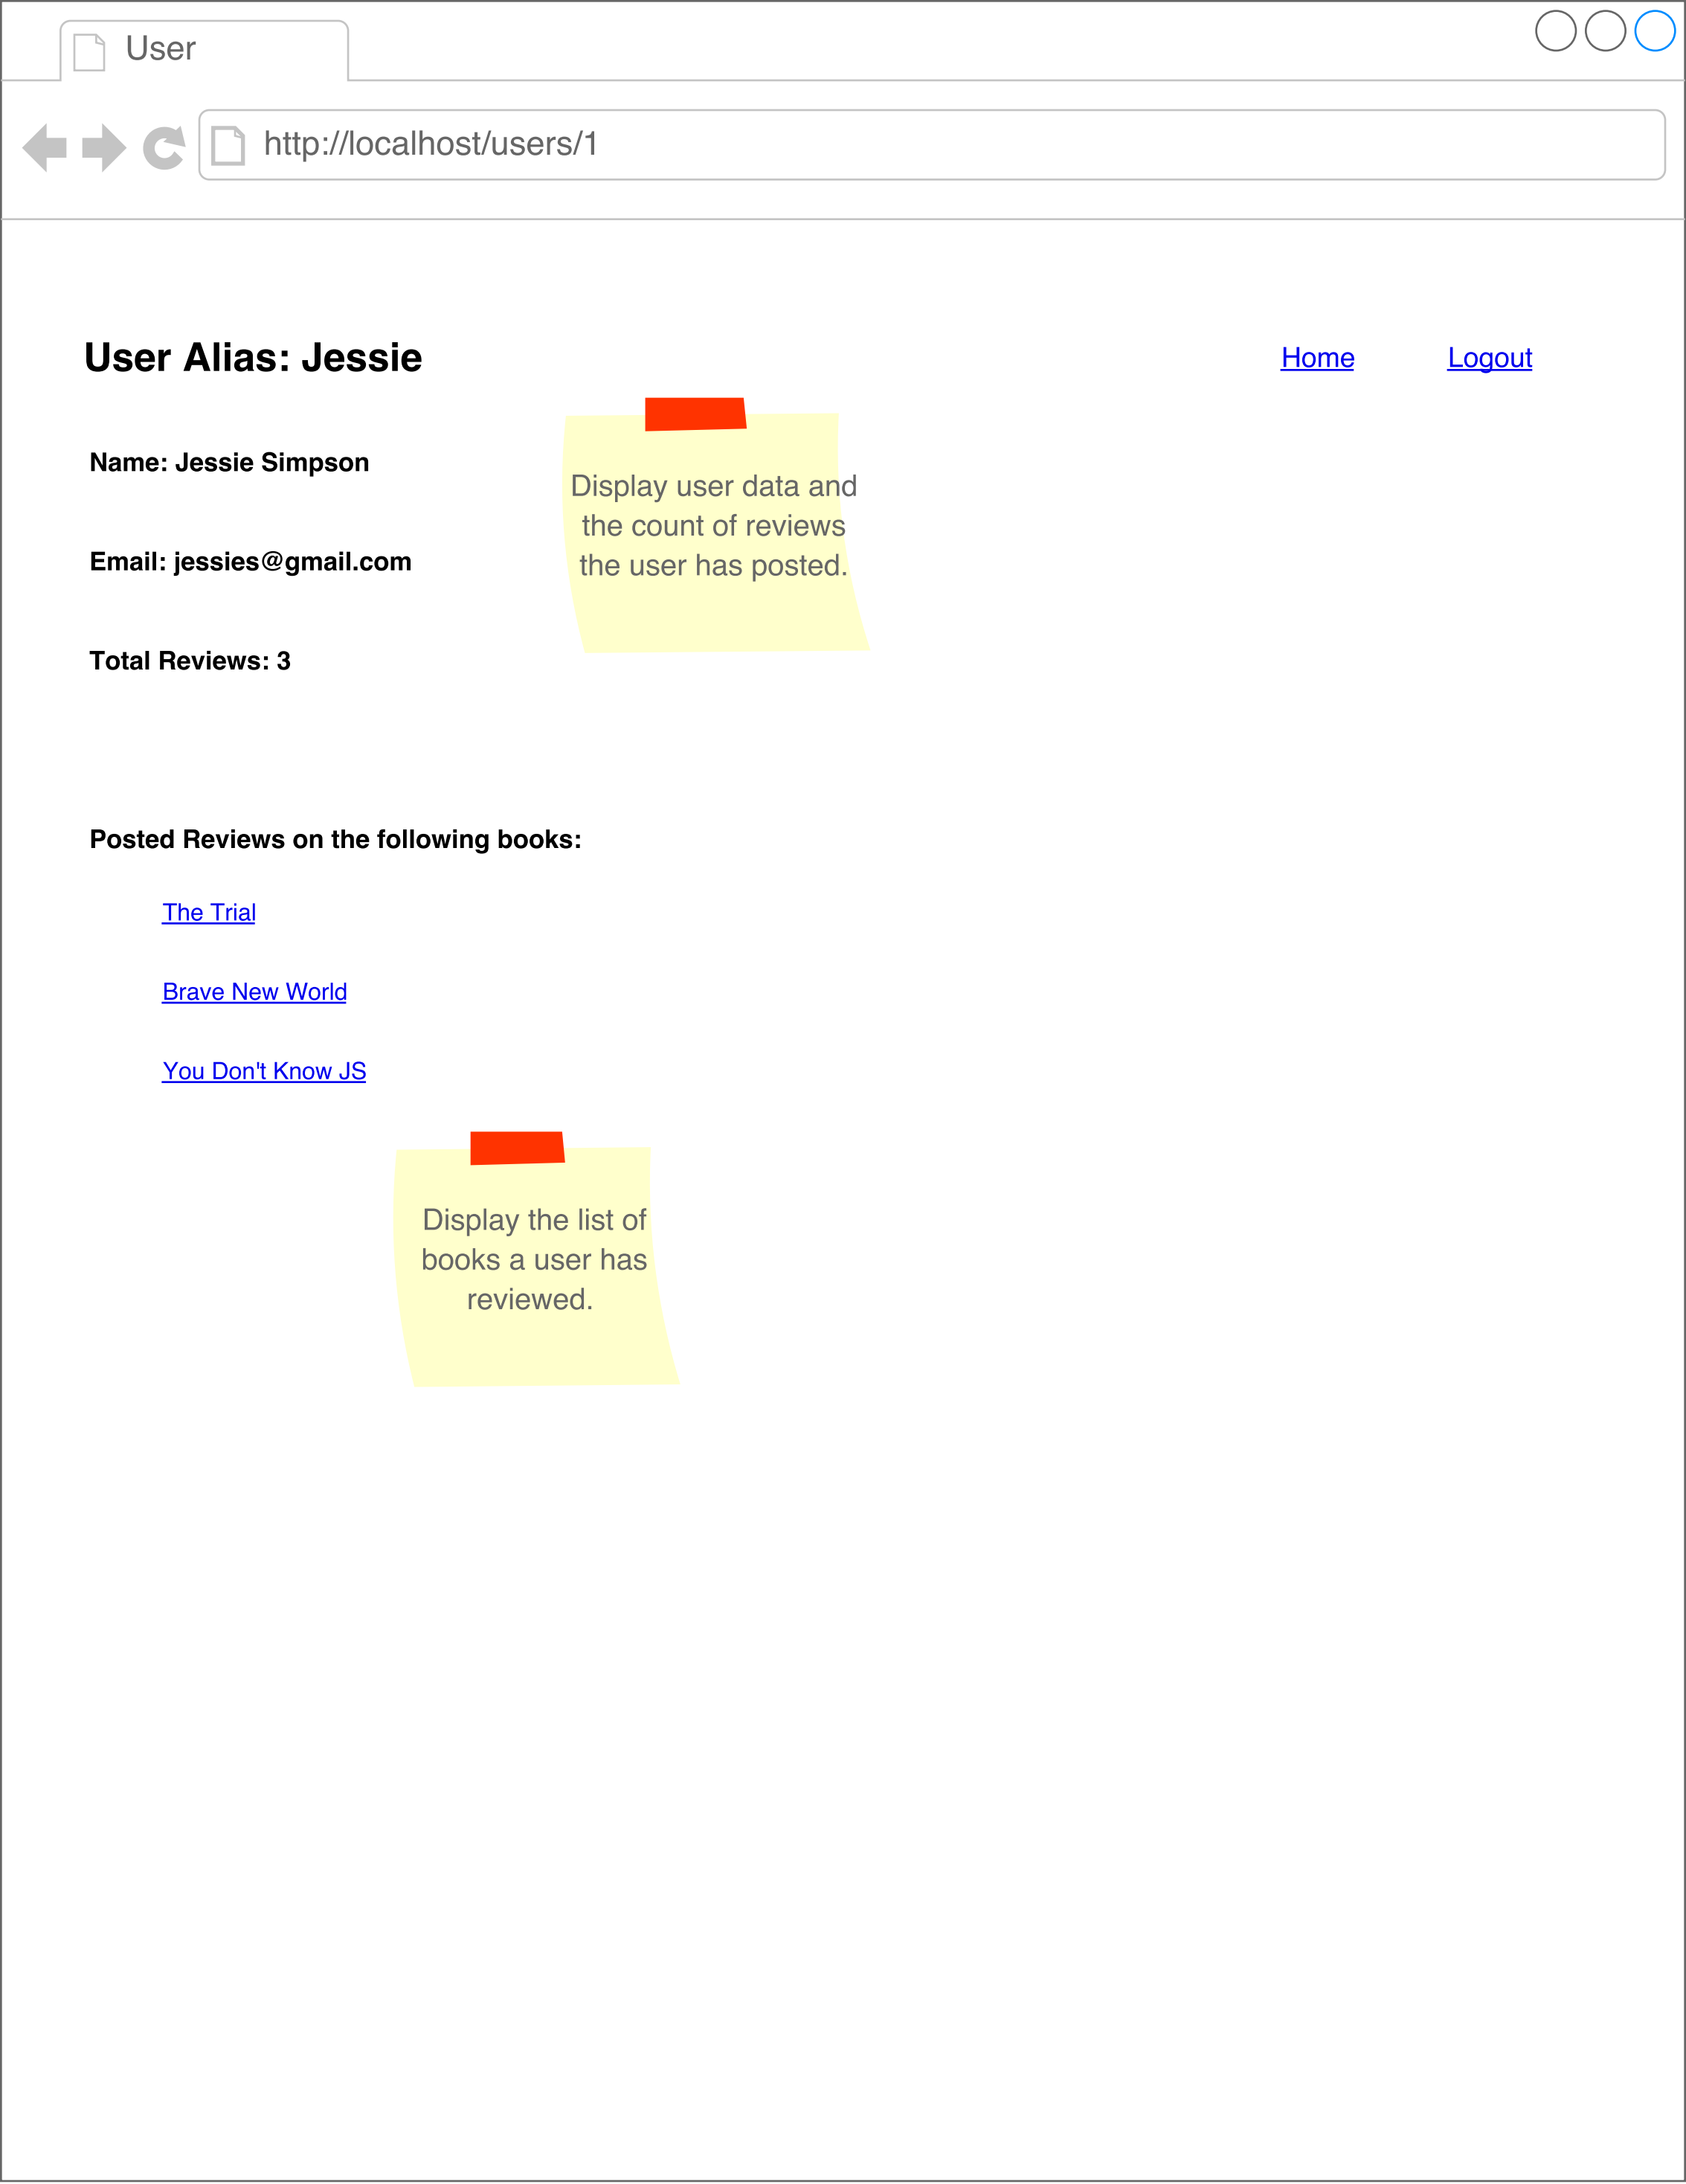 User
http://localhost/users/1
User Alias: Jessie
Home
Logout
Name: Jessie Simpson
Display user data and
the count of reviews
the user has posted.
Email: jessies@gmail.com
Total Reviews: 3
Posted Reviews on the following books:
The Trial
Brave New World
You Don't Know JS
Display the list of
books a user has
reviewed.